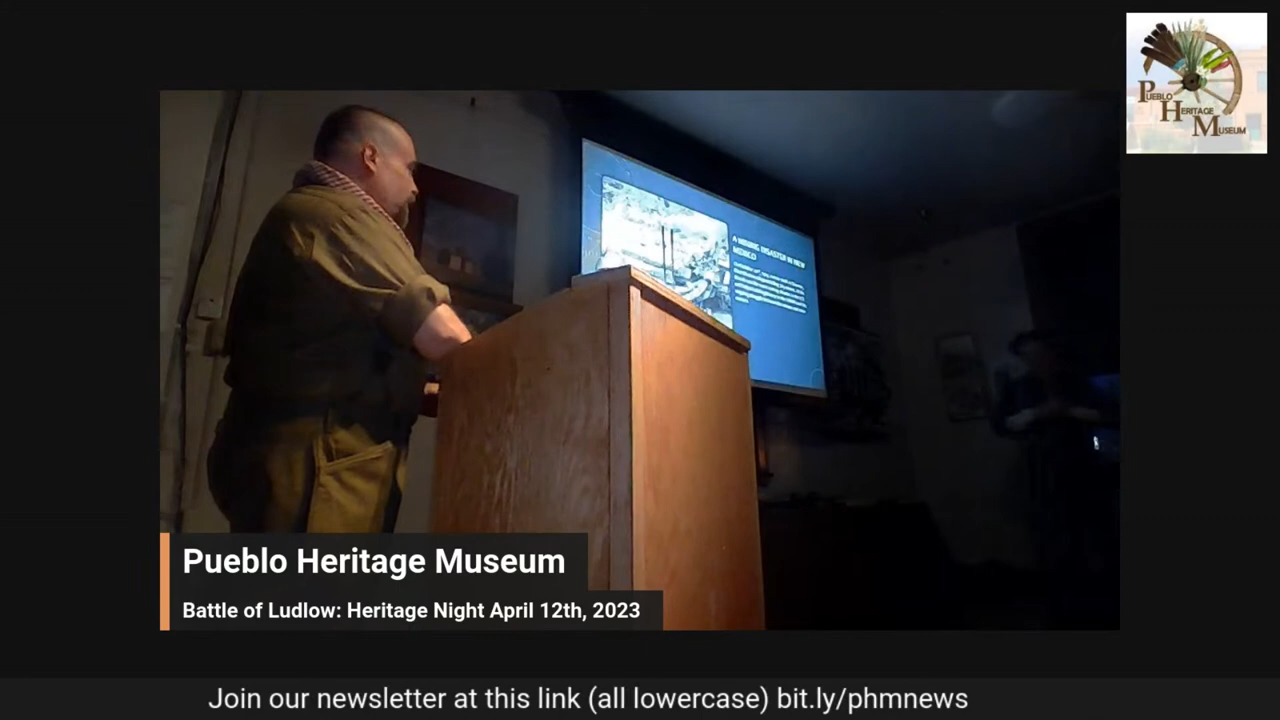 PUEBLO
HERITAGE
MUSEUM
A MINING DISASTER IN NEW
MEXICO
Pueblo Heritage Museum
Battle of Ludlow: Heritage Night April 12th, 2023
Join our newsletter at this link (all lowercase) bit.ly/phmnews